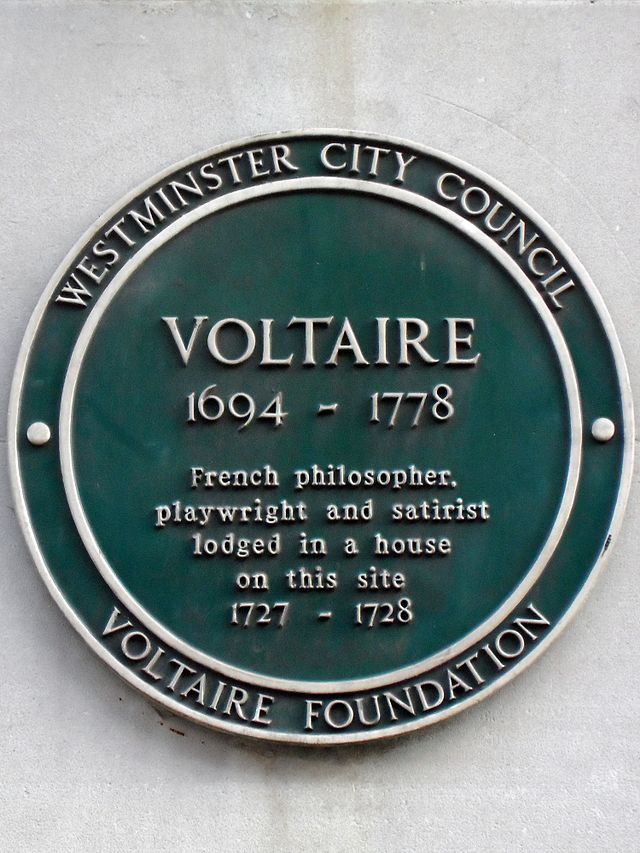 WESTMINSTER CITY COUNCIL
VOLTAIRE
1694 - 1778
French philosopher,
playwright and satirist
lodged in a house
on this site
1727 - 1728
VOLTAIRE FOUNDATION